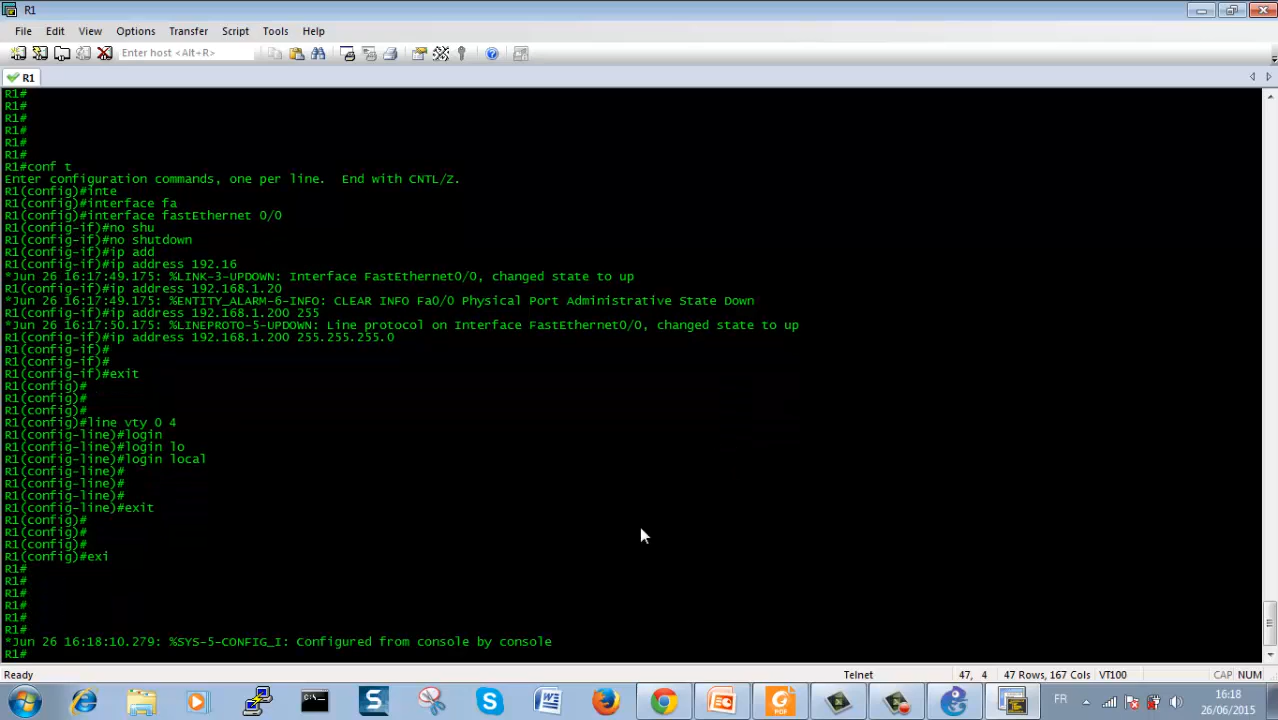 R1
File Edit View Options Transfer Script Tools Help
Enter host <Alt+R>
R1
R1#
R1#
R1#
R1#
R1#
R1#
R1#conf t
Enter configuration commands, one per line.  End with CNTL/Z.
R1(config)#inte
R1(config)#interface fa
R1(config)#interface fastEthernet 0/0
R1(config-if)#no shu
R1(config-if)#no shutdown
R1(config-if)#ip add
R1(config-if)#ip address 192.16
*Jun 26 16:17:49.175: %LINK-3-UPDOWN: Interface FastEthernet0/0, changed state to up
R1(config-if)#ip address 192.168.1.20
*Jun 26 16:17:49.175: %ENTITY_ALARM-6-INFO: CLEAR INFO Fa0/0 Physical Port Administrative State Down
R1(config-if)#ip address 192.168.1.200 255
*Jun 26 16:17:50.175: %LINEPROTO-5-UPDOWN: Line protocol on Interface FastEthernet0/0, changed state to up
R1(config-if)#ip address 192.168.1.200 255.255.255.0
R1(config-if)#
R1(config-if)#
R1(config-if)#exit
R1(config)#
R1(config)#
R1(config)#
R1(config)#line vty 0 4
R1(config-line)#login
R1(config-line)#login lo
R1(config-line)#login local
R1(config-line)#
R1(config-line)#
R1(config-line)#
R1(config-line)#exit
R1(config)#
R1(config)#
R1(config)#
R1(config)#exi
R1#
R1#
R1#
R1#
R1#
R1#
*Jun 26 16:18:10.279: %SYS-5-CONFIG_I: Configured from console by console
R1#
Ready Telnet 47, 4 47 Rows, 167 Cols VT100 CAP NUM
FR 16:18
26/06/2015